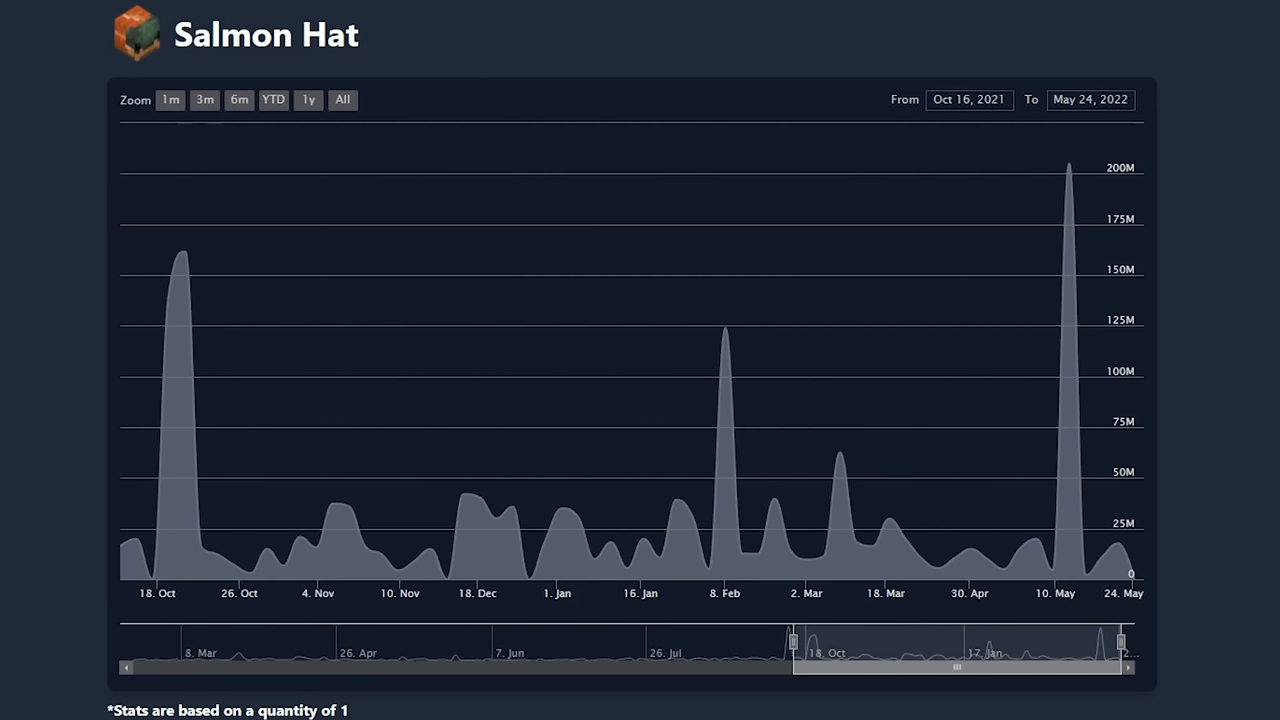 Salmon Hat
Zoom 1m 3m 6m YTD 1y All From Oct 16, 2021 To May 24, 2022
200M
175M
150M
125M
100M
75M
50M
25M
0
18. Oct 26. Oct 4. Nov 10. Nov 18. Dec 1. Jan 16. Jan 8. Feb 2. Mar 18. Mar 30. Apr 10. May 24. May
8. Mar 26. Apr 7. Jun 26. Jul 18. Oct 17. Jan 2...
*Stats are based on a quantity of 1